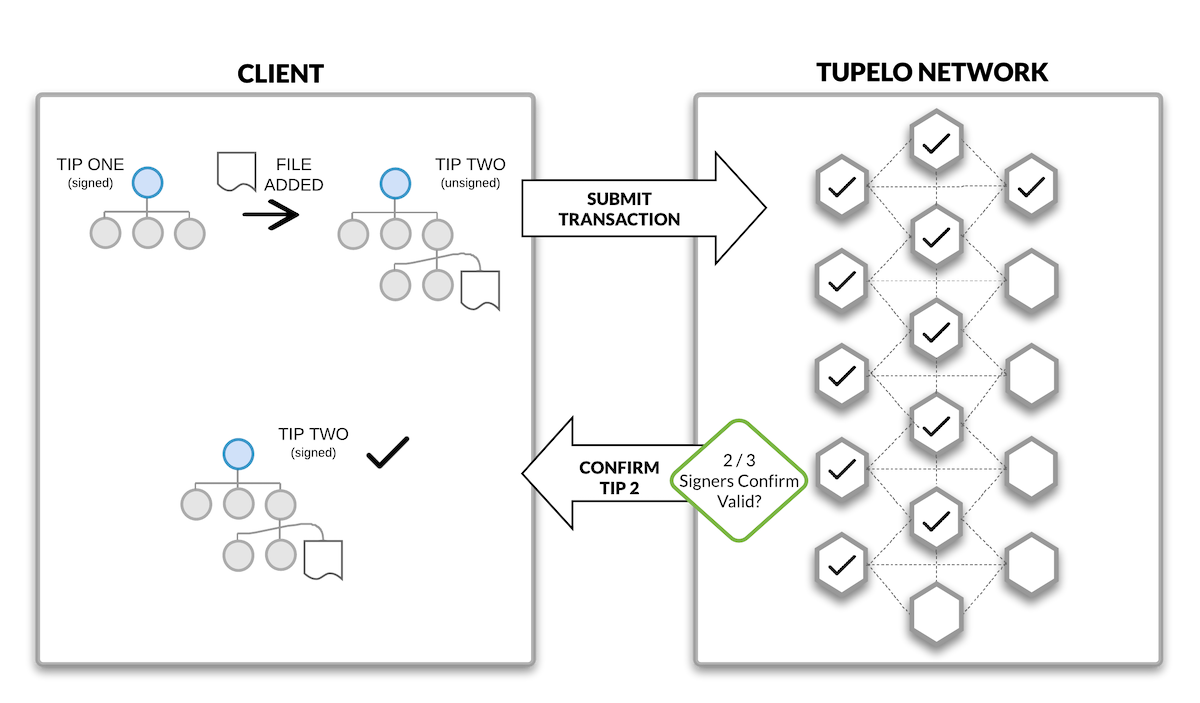 CLIENT
TUPELO NETWORK
TIP ONE
(signed)
FILE
ADDED
TIP TWO
(unsigned)
SUBMIT
TRANSACTION
TIP TWO
(signed)
CONFIRM
TIP 2
2 / 3
Signers Confirm
Valid?